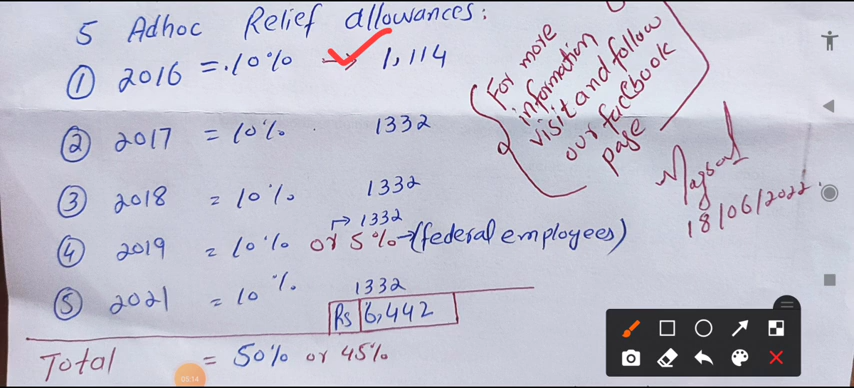 5 Adhoc Relief allowances:
① 2016 = 10% → 1,114
② 2017 = 10% 1332
③ 2018 = 10% 1332
④ 2019 = 10% or 5% → (federal employees)
↱ 1332
⑤ 2021 = 10% 1332
Rs 6,442
Total = 50% or 45%
For more
information
visit and follow
our facebook
page
Maqsood
18/06/2022
05:14